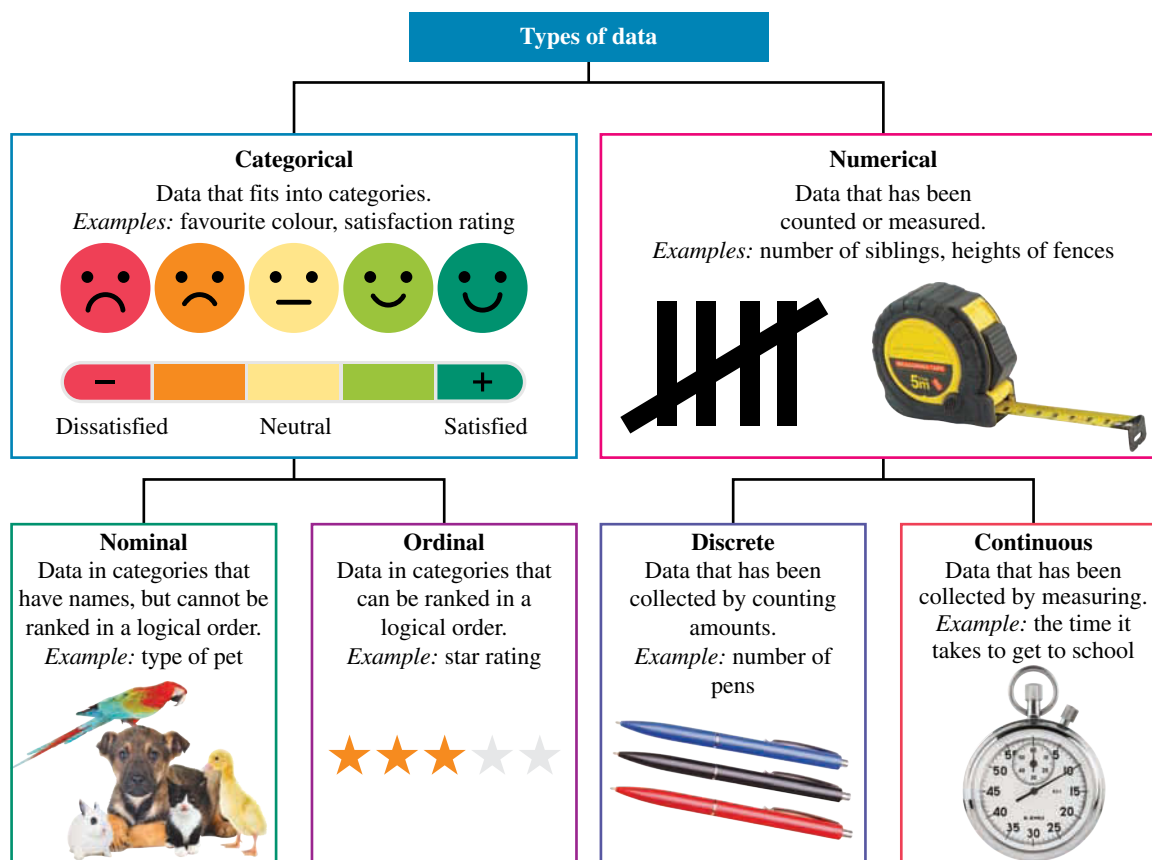 Types of data
Categorical
Data that fits into categories.
Examples: favourite colour, satisfaction rating
−
+
Dissatisfied Neutral Satisfied
Numerical
Data that has been
counted or measured.
Examples: number of siblings, heights of fences
5m
Nominal
Data in categories that
have names, but cannot be
ranked in a logical order.
Example: type of pet
Ordinal
Data in categories that
can be ranked in a
logical order.
Example: star rating
Discrete
Data that has been
collected by counting
amounts.
Example: number of
pens
Continuous
Data that has been
collected by measuring.
Example: the time it
takes to get to school
5
10
15
20
25
30
35
40
45
50
55